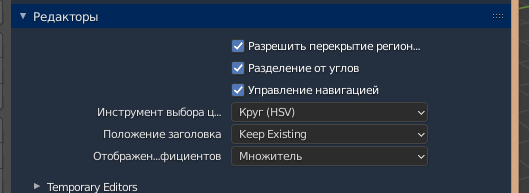 Редакторы
Разрешить перекрытие регион...
Разделение от углов
Управление навигацией
Инструмент выбора ц... Круг (HSV)
Положение заголовка Keep Existing
Отображен...фициентов Множитель
Temporary Editors